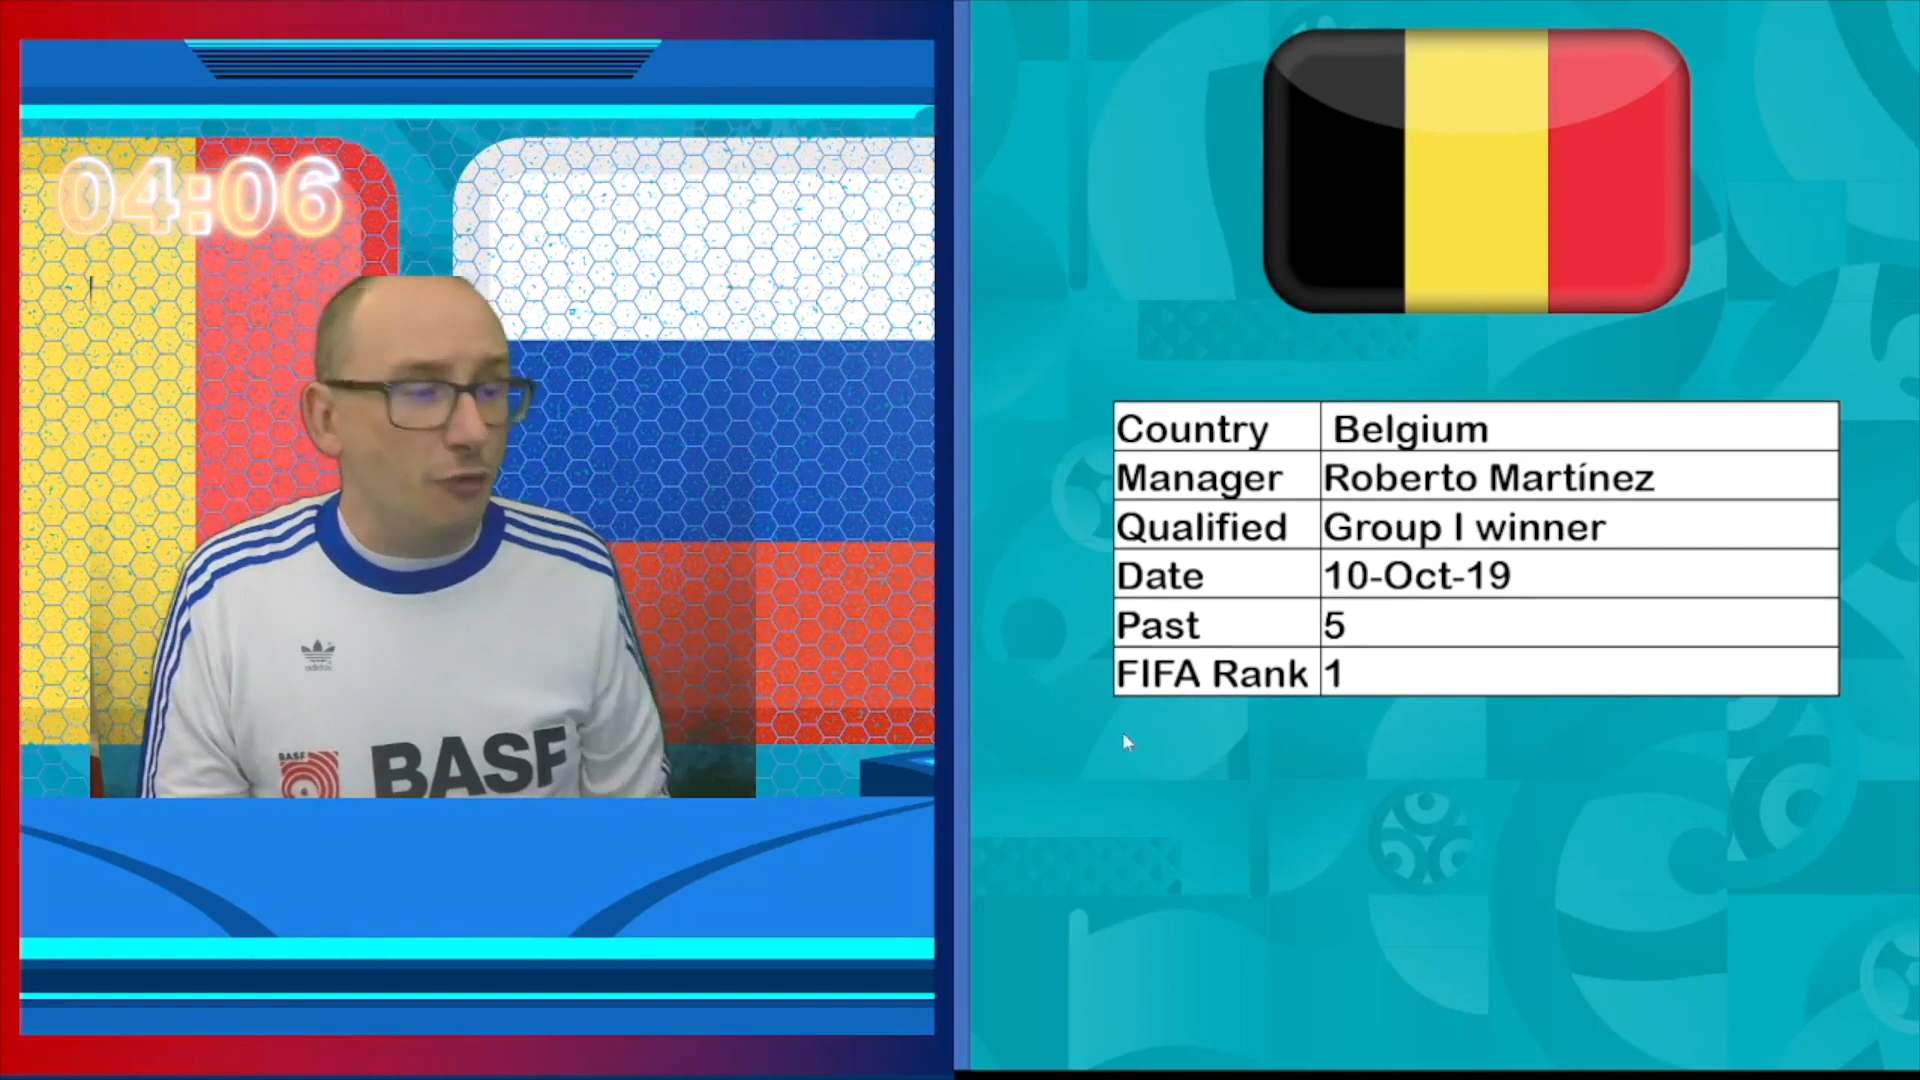 04:06
adidas
BASF
BASF
Country Belgium
Manager Roberto Martínez
Qualified Group I winner
Date 10-Oct-19
Past 5
FIFA Rank 1